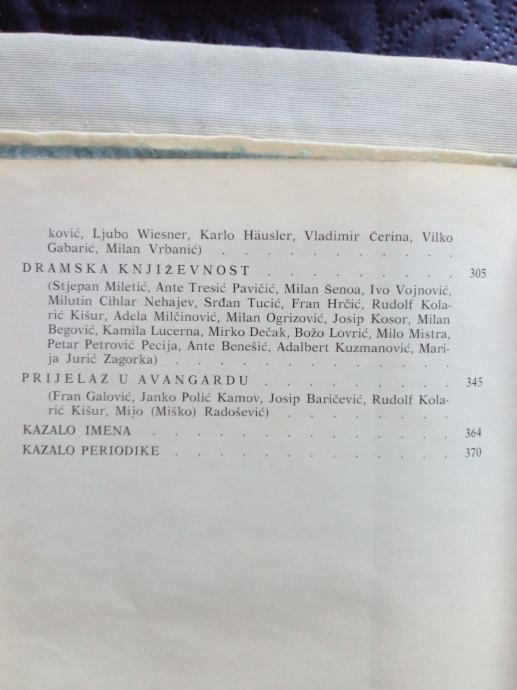 ković, Ljubo Wiesner, Karlo Häusler, Vladimir Čerina, Vilko
Gabarić, Milan Vrbanić) . . . . . . . . . .
DRAMSKA KNJIŽEVNOST . . . . . . . . . 305
(Stjepan Miletić, Ante Tresić Pavičić, Milan Šenoa, Ivo Vojnović,
Milutin Cihlar Nehajev, Srđan Tucić, Fran Hrčić, Rudolf Kola-
rić Kišur, Adela Milčinović, Milan Ogrizović, Josip Kosor, Milan
Begović, Kamila Lucerna, Mirko Dečak, Božo Lovrić, Milo Mistra,
Petar Petrović Pecija, Ante Benešić, Adalbert Kuzmanović, Mari-
ja Jurić Zagorka) . . . . . . . . . . . .
PRIJELAZ U AVANGARDU . . . . . . . . . 345
(Fran Galović, Janko Polić Kamov, Josip Baričević, Rudolf Kola-
rić Kišur, Mijo (Miško) Radošević) . . . . . . . .
KAZALO IMENA . . . . . . . . . . . . 364
KAZALO PERIODIKE . . . . . . . . . . . 370